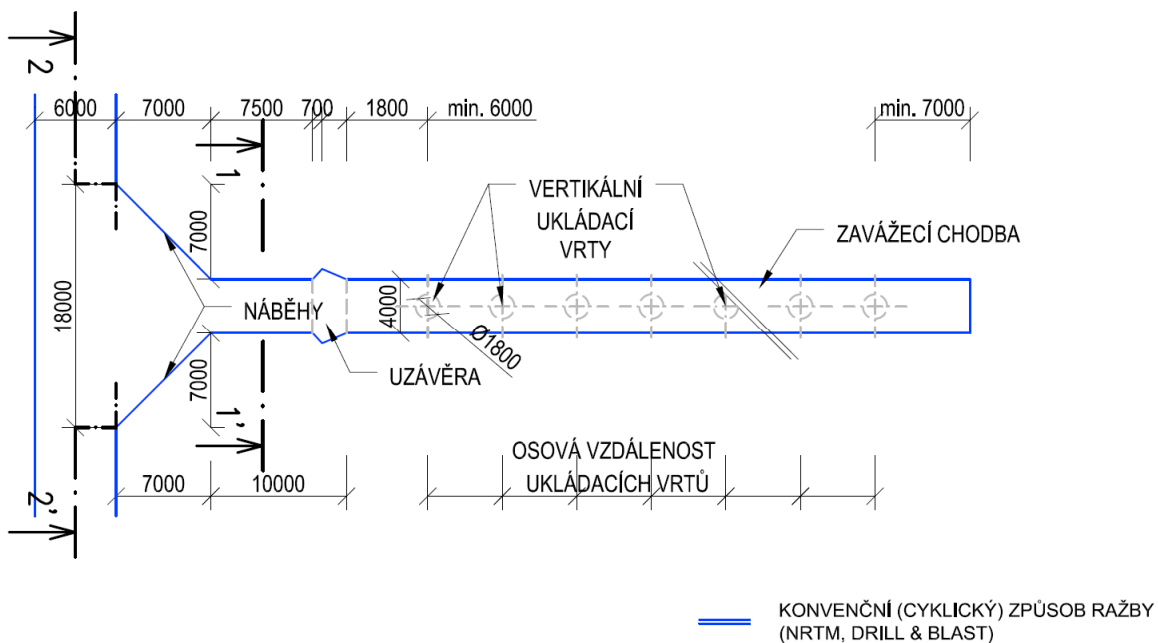 2
6000
7000
7500
700
1800
min. 6000
min. 7000
1
VERTIKÁLNÍ
UKLÁDACÍ
VRTY
ZAVÁŽECÍ CHODBA
7000
18000
NÁBĚHY
4000
Ø1800
UZÁVĚRA
7000
1'
OSOVÁ VZDÁLENOST
UKLÁDACÍCH VRTŮ
7000
10000
2'
KONVENČNÍ (CYKLICKÝ) ZPŮSOB RAŽBY
(NRTM, DRILL & BLAST)